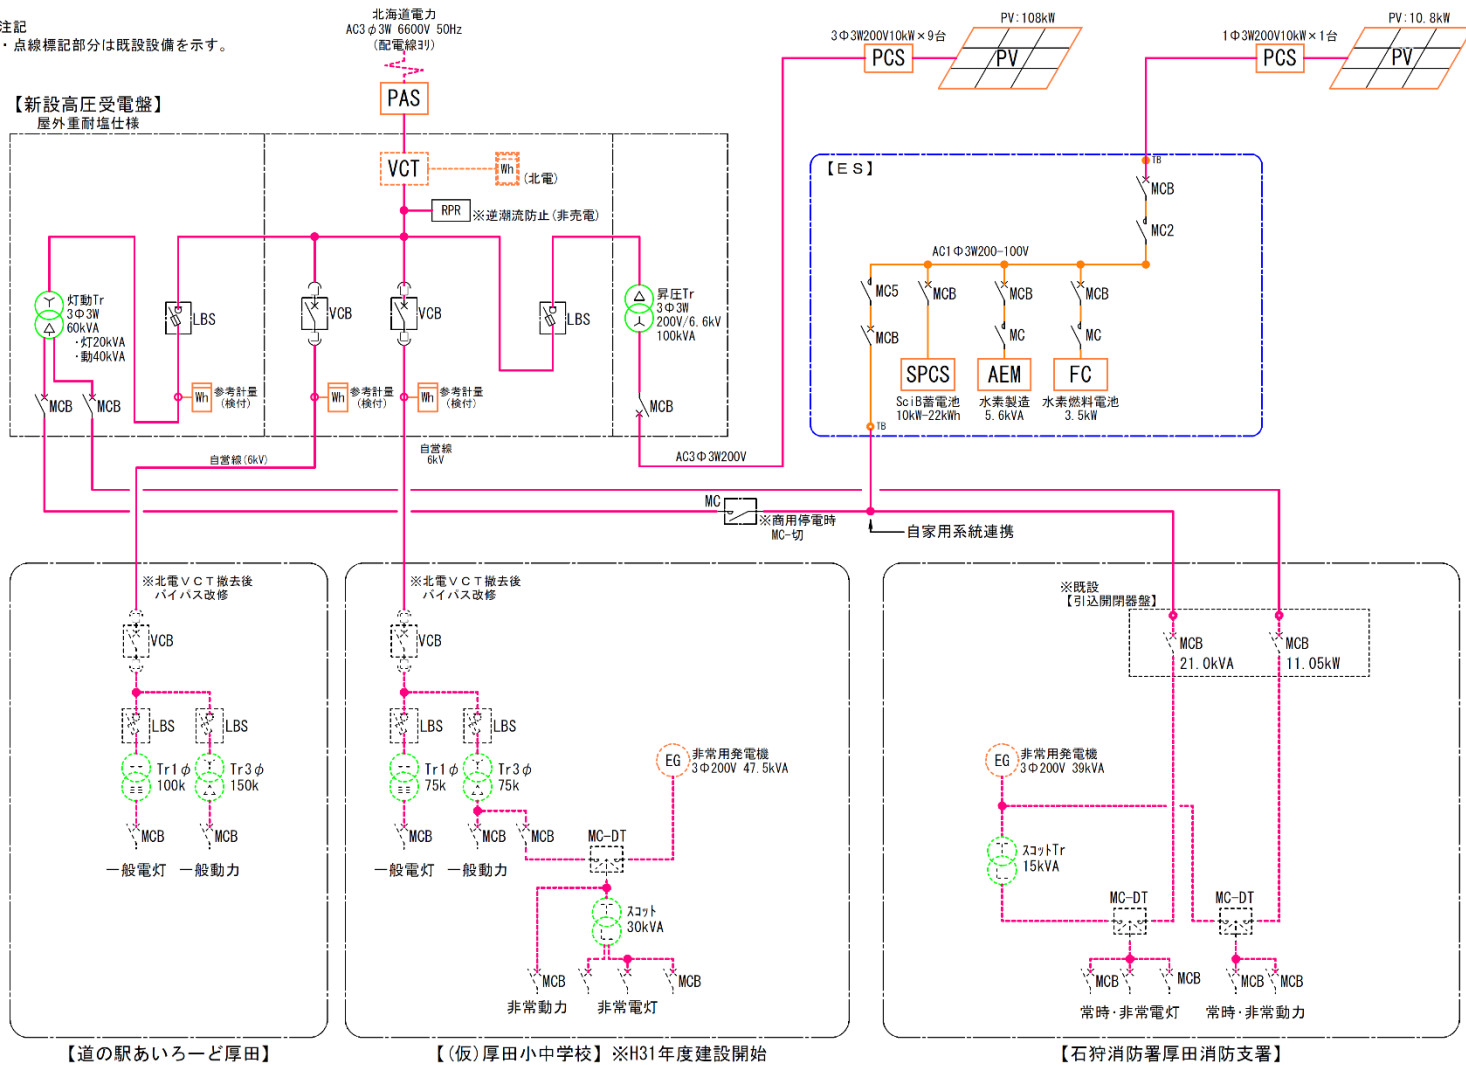 注記
・点線標記部分は既設設備を示す。
北海道電力
AC3φ3W 6600V 50Hz
(配電線ﾖﾘ)
PAS
【新設高圧受電盤】
屋外重耐塩仕様
VCT
Wh
(北電)
RPR
※逆潮流防止(非売電)
灯動Tr
3Φ3W
60kVA
・灯20kVA
・動40kVA
LBS
VCB
VCB
LBS
昇圧Tr
3Φ3W
200V/6.6kV
100kVA
MCB
MCB
Wh
参考計量
(検付)
Wh
参考計量
(検付)
Wh
参考計量
(検付)
MCB
自営線(6kV)
自営線
6kV
AC3Φ3W200V
3Φ3W200V10kW×9台
PCS
PV:108kW
PV
1Φ3W200V10kW×1台
PCS
PV:10.8kW
PV
【ES】
TB
MCB
MC2
AC1Φ3W200-100V
MC5
MCB
MCB
MCB
MCB
MC
MC
SPCS
AEM
FC
SciB蓄電池
10kW-22kWh
水素製造
5.6kVA
水素燃料電池
3.5kW
TB
MC
※商用停電時
MC-切
自家用系統連携
※北電VCT撤去後
バイパス改修
VCB
LBS
LBS
Tr1φ
100k
Tr3φ
150k
MCB
MCB
一般電灯
一般動力
【道の駅あいろーど厚田】
※北電VCT撤去後
バイパス改修
VCB
LBS
LBS
Tr1φ
75k
Tr3φ
75k
MCB
MCB
MCB
一般電灯
一般動力
EG
非常用発電機
3Φ200V 47.5kVA
MC-DT
ｽｺｯﾄ
30kVA
MCB
MCB
MCB
非常動力
非常電灯
【(仮)厚田小中学校】※H31年度建設開始
※既設
【引込開閉器盤】
MCB
21.0kVA
MCB
11.05kW
EG
非常用発電機
3Φ200V 39kVA
ｽｺｯﾄTr
15kVA
MC-DT
MC-DT
MCB
MCB
MCB
MCB
MCB
常時・非常電灯
常時・非常動力
【石狩消防署厚田消防支署】